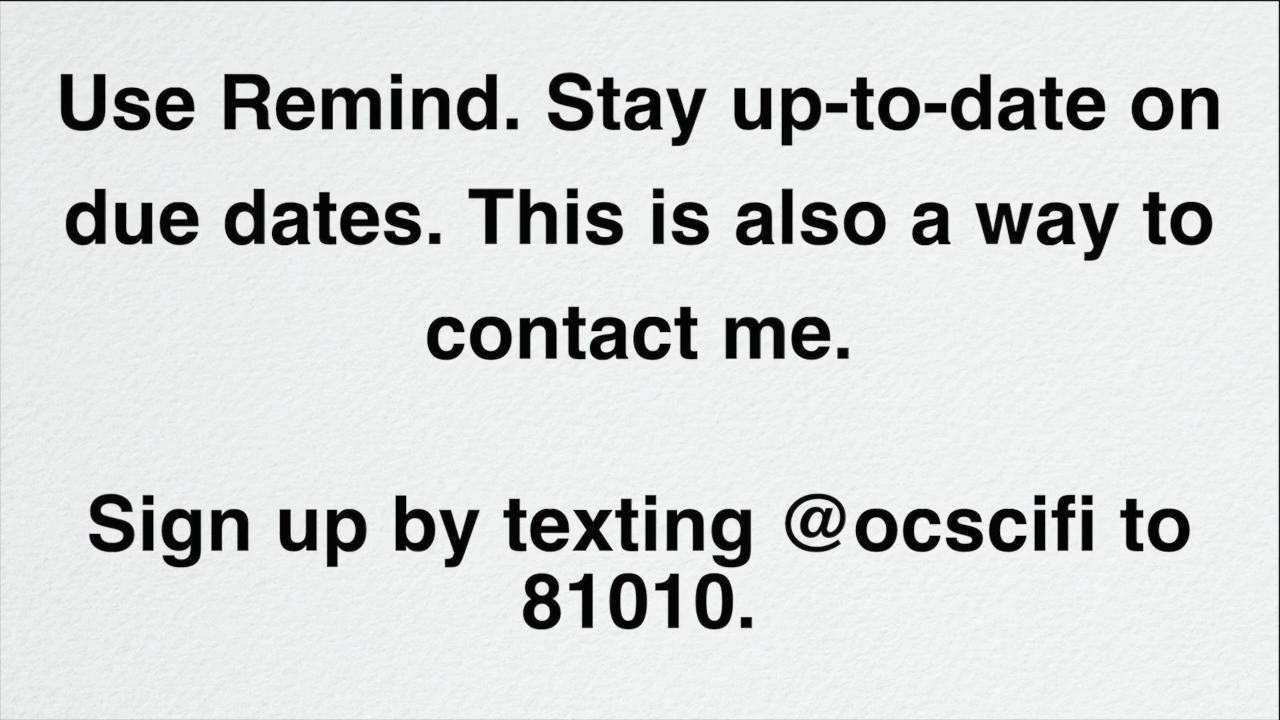 Use Remind. Stay up-to-date on
due dates. This is also a way to
contact me.
Sign up by texting @ocscifi to
81010.